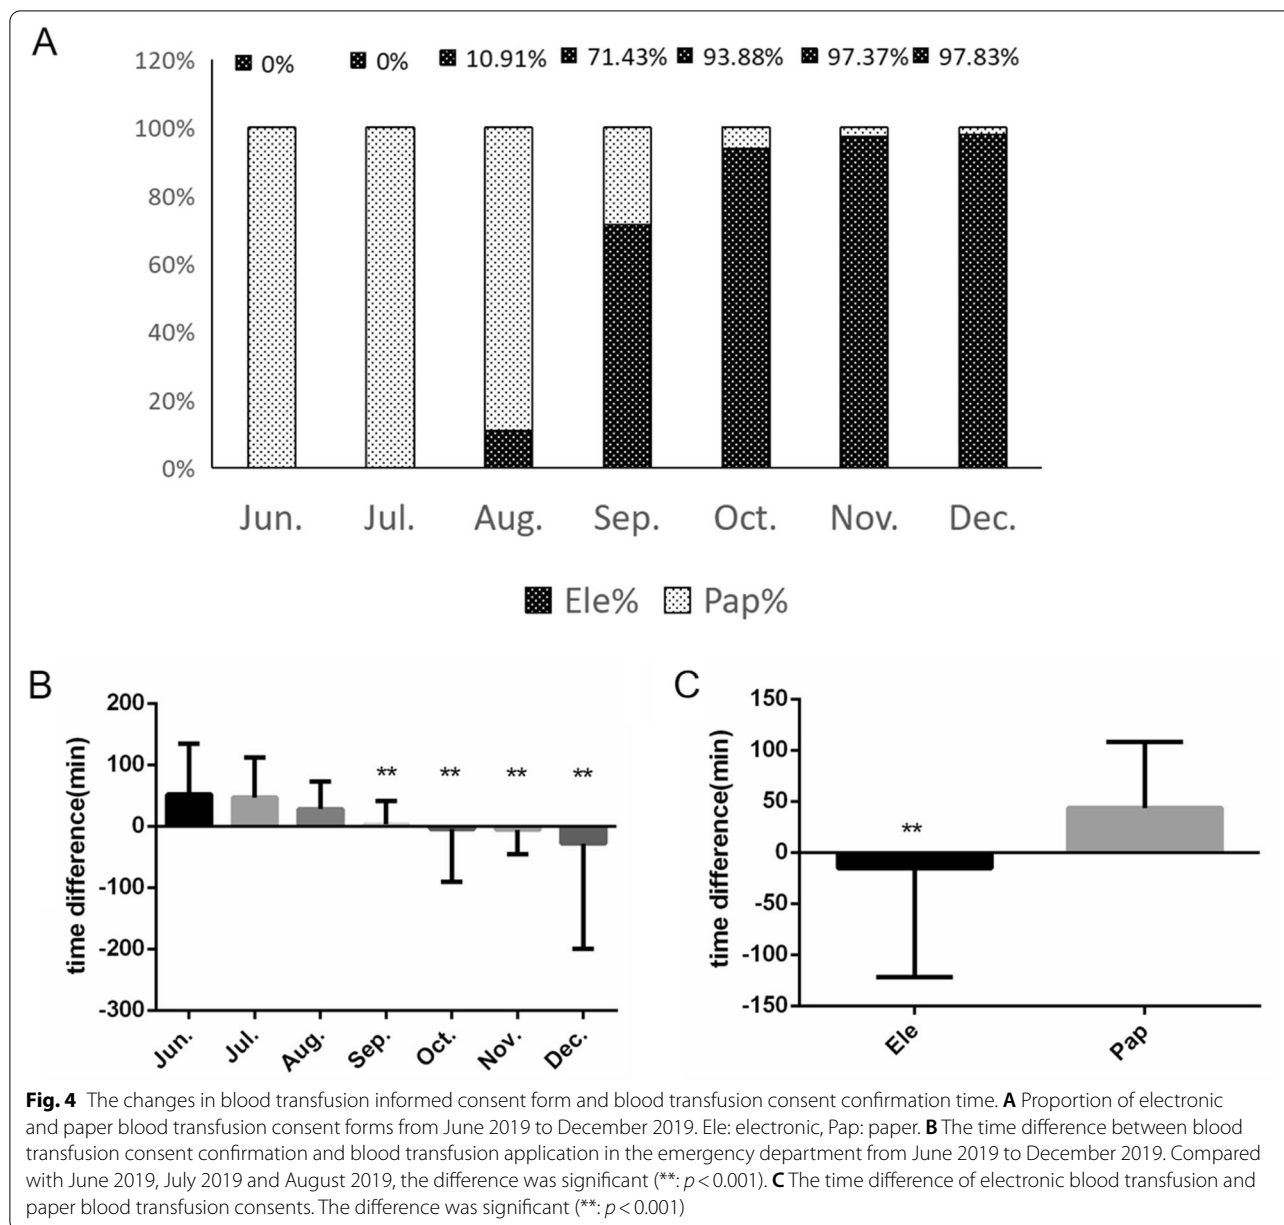 A
120%
0% 0% 10.91% 71.43% 93.88% 97.37% 97.83%
100%
80%
60%
40%
20%
0%
Jun. Jul. Aug. Sep. Oct. Nov. Dec.
Ele% Pap%
B
time difference(min)
200
100
0
-100
-200
-300
** ** ** **
Jun. Jul. Aug. Sep. Oct. Nov. Dec.
C
time difference(min)
150
100
50
0
-50
-100
-150
**
Ele Pap
Fig. 4 The changes in blood transfusion informed consent form and blood transfusion consent confirmation time. A Proportion of electronic
and paper blood transfusion consent forms from June 2019 to December 2019. Ele: electronic, Pap: paper. B The time difference between blood
transfusion consent confirmation and blood transfusion application in the emergency department from June 2019 to December 2019. Compared
with June 2019, July 2019 and August 2019, the difference was significant (**: p < 0.001). C The time difference of electronic blood transfusion and
paper blood transfusion consents. The difference was significant (**: p < 0.001)